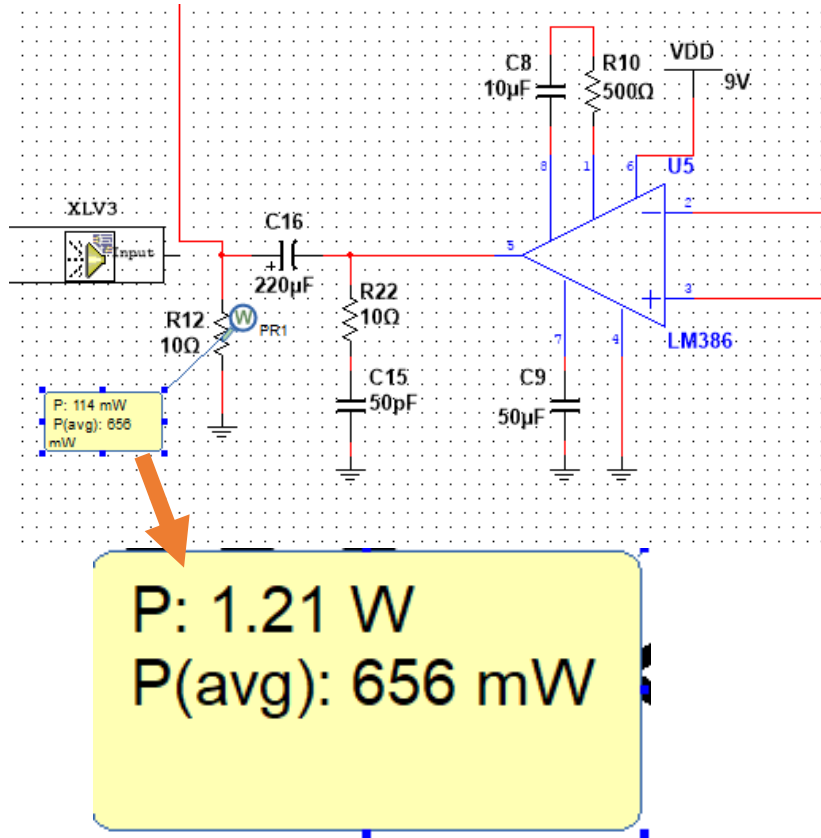 C8
10µF
R10
500Ω
VDD
9V
8
1
6
U5
XLV3
Input
C16
+
220µF
5
2
3
R12
10Ω
W
PR1
R22
10Ω
LM386
7
4
P: 114 mW
P(avg): 656
mW
C15
50pF
C9
50µF
P: 1.21 W
P(avg): 656 mW